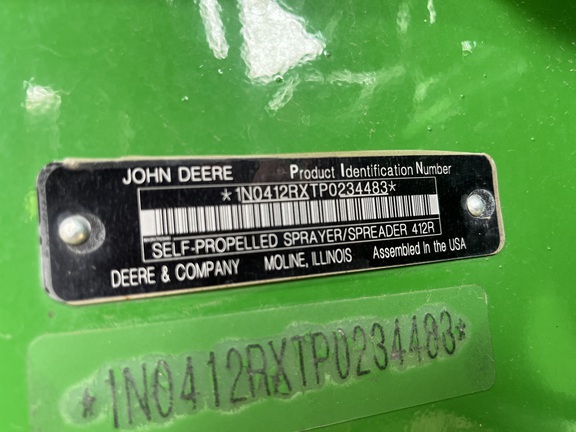 JOHN DEERE Product Identification Number
*1N0412RXTP0234483*
SELF-PROPELLED SPRAYER/SPREADER 412R
DEERE & COMPANY MOLINE, ILLINOIS Assembled in the USA
*1N0412RXTP0234483*